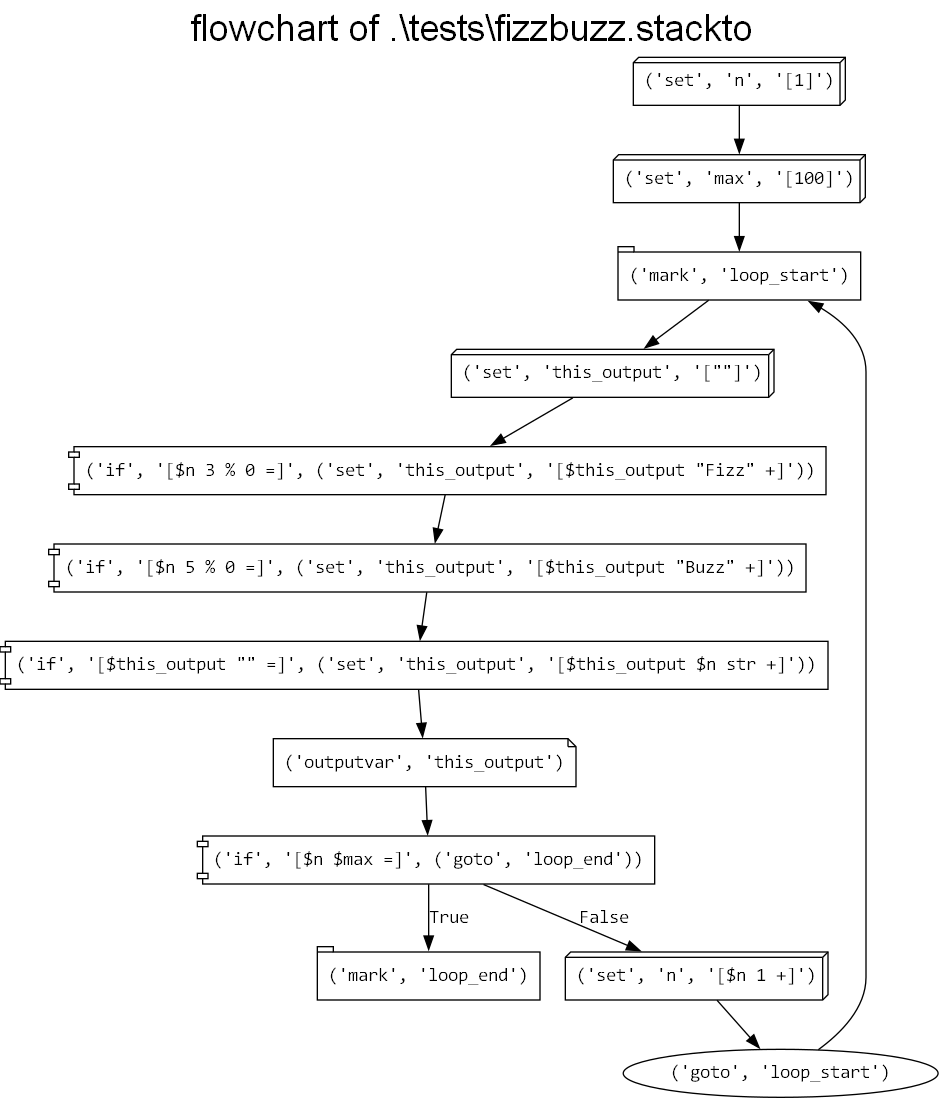 flowchart of .\tests\fizzbuzz.stackto
('set', 'n', '[1]')
('set', 'max', '[100]')
('mark', 'loop_start')
('set', 'this_output', '[""]')
('if', '[$n 3 % 0 =]', ('set', 'this_output', '[$this_output "Fizz" +]'))
('if', '[$n 5 % 0 =]', ('set', 'this_output', '[$this_output "Buzz" +]'))
('if', '[$this_output "" =]', ('set', 'this_output', '[$this_output $n str +]'))
('outputvar', 'this_output')
('if', '[$n $max =]', ('goto', 'loop_end'))
True
False
('mark', 'loop_end')
('set', 'n', '[$n 1 +]')
('goto', 'loop_start')